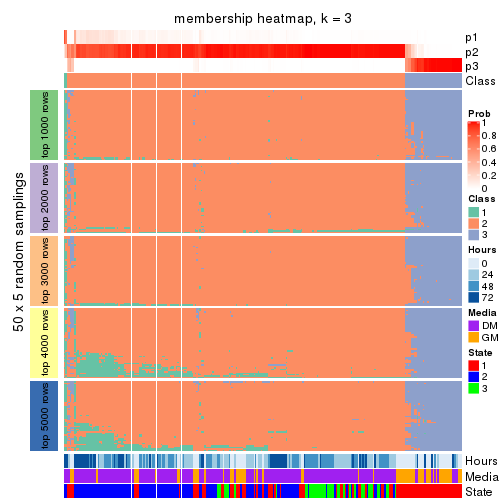 membership heatmap, k = 3
p1
p2
p3
Class
50 x 5 random samplings
top 1000 rows
top 2000 rows
top 3000 rows
top 4000 rows
top 5000 rows
Hours
Media
State
Prob
1
0.8
0.6
0.4
0.2
0
Class
1
2
3
Hours
0
24
48
72
Media
DM
GM
State
1
2
3